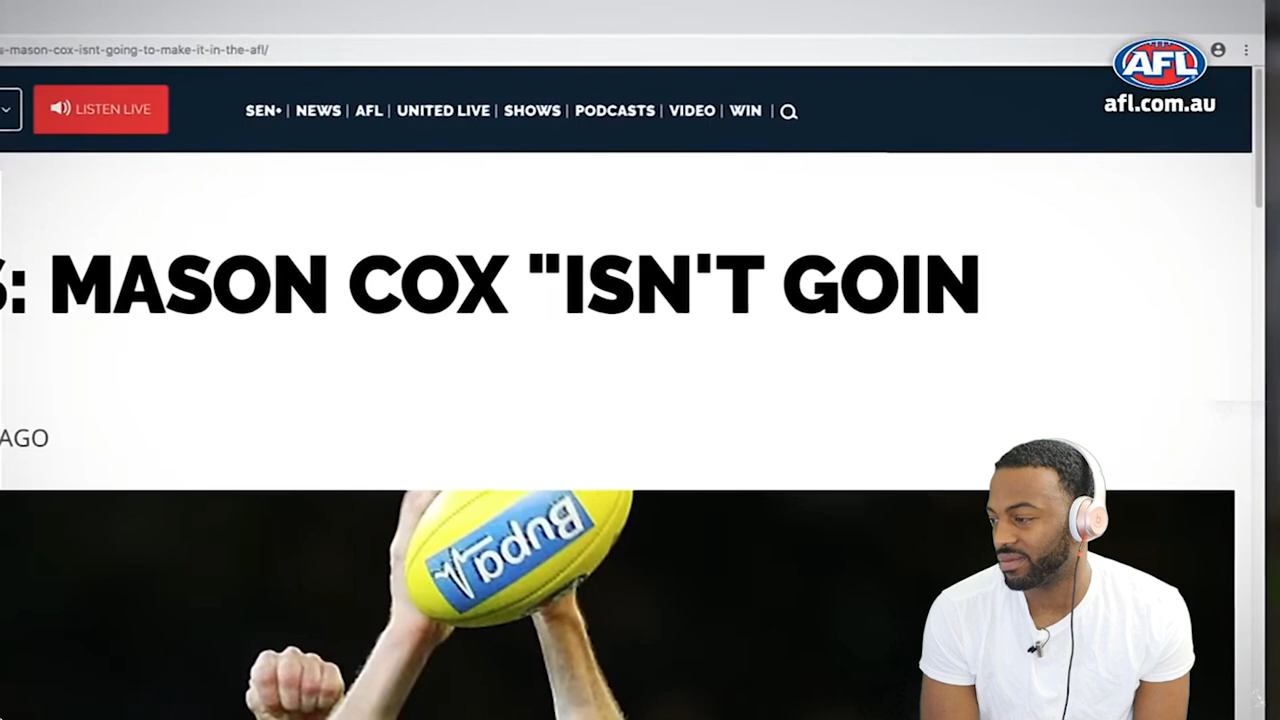 -mason-cox-isnt-going-to-make-it-in-the-afl/
AFL
afl.com.au
LISTEN LIVE
SEN+ | NEWS | AFL | UNITED LIVE | SHOWS | PODCASTS | VIDEO | WIN |
: MASON COX "ISN'T GOIN
AGO
Bupa